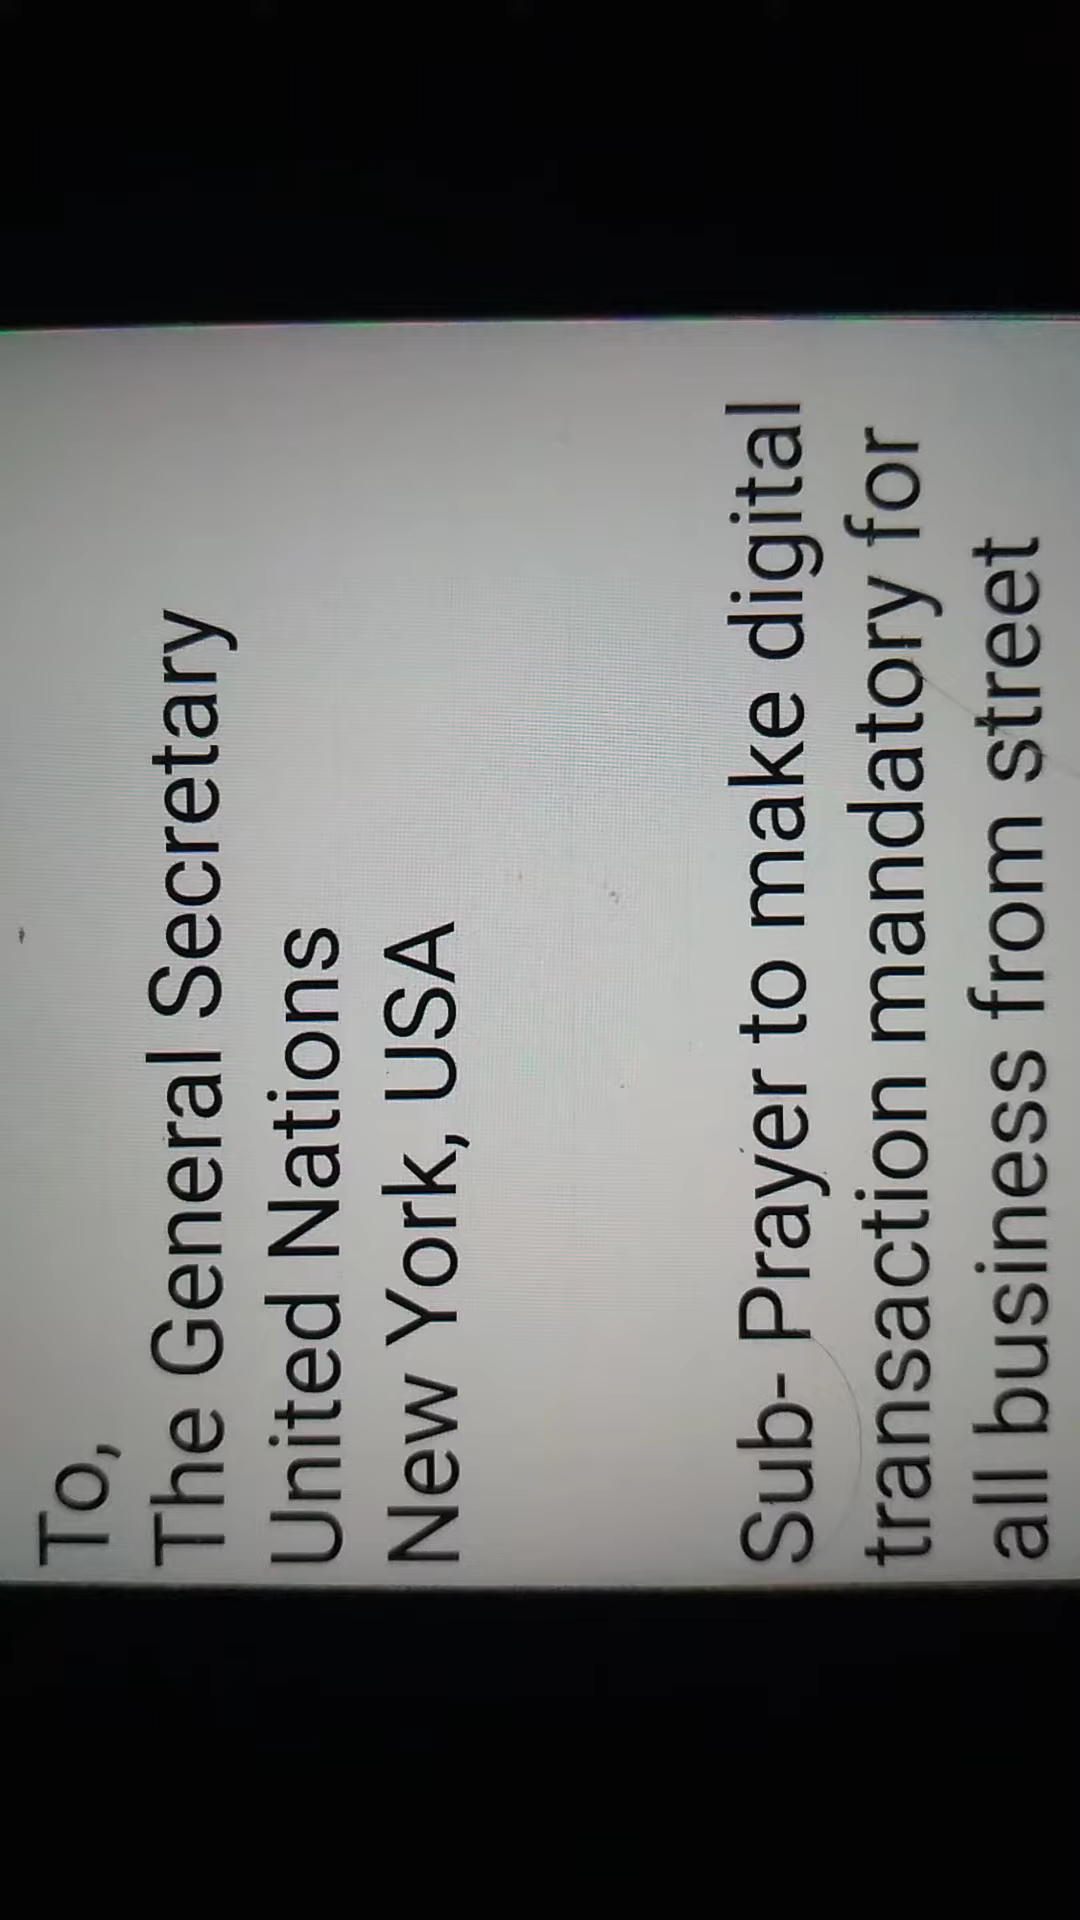 To,
The General Secretary
United Nations
New York, USA
Sub- Prayer to make digital
transaction mandatory for
all business from street